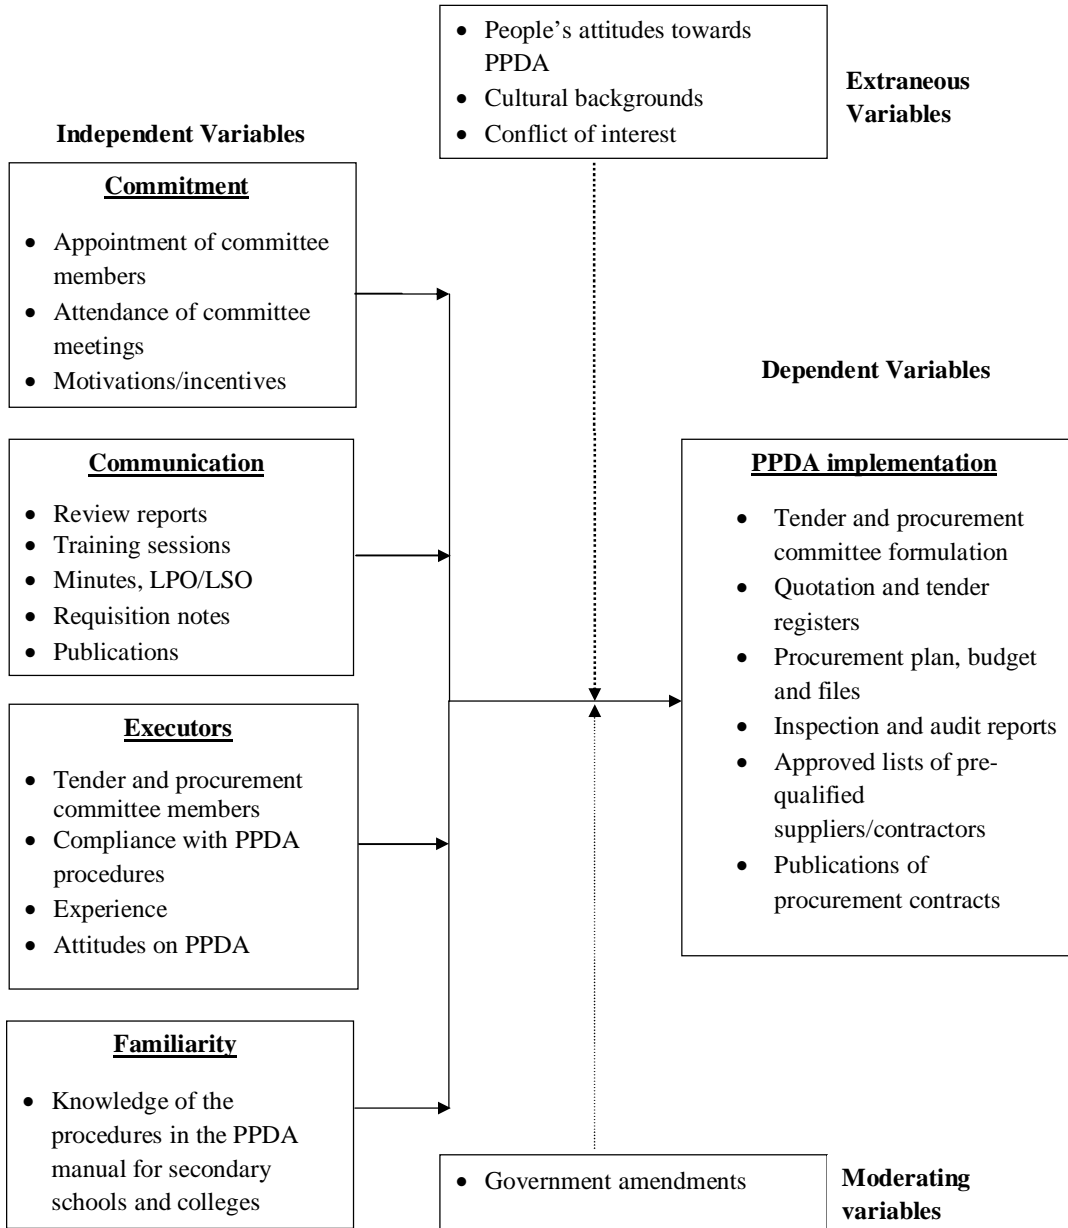 • People’s attitudes towards
PPDA
• Cultural backgrounds
• Conflict of interest
Extraneous
Variables
Independent Variables
Commitment
• Appointment of committee
members
• Attendance of committee
meetings
• Motivations/incentives
Communication
• Review reports
• Training sessions
• Minutes, LPO/LSO
• Requisition notes
• Publications
Executors
• Tender and procurement
committee members
• Compliance with PPDA
procedures
• Experience
• Attitudes on PPDA
Familiarity
• Knowledge of the
procedures in the PPDA
manual for secondary
schools and colleges
Dependent Variables
PPDA implementation
• Tender and procurement
committee formulation
• Quotation and tender
registers
• Procurement plan, budget
and files
• Inspection and audit reports
• Approved lists of pre-
qualified
suppliers/contractors
• Publications of
procurement contracts
• Government amendments
Moderating
variables